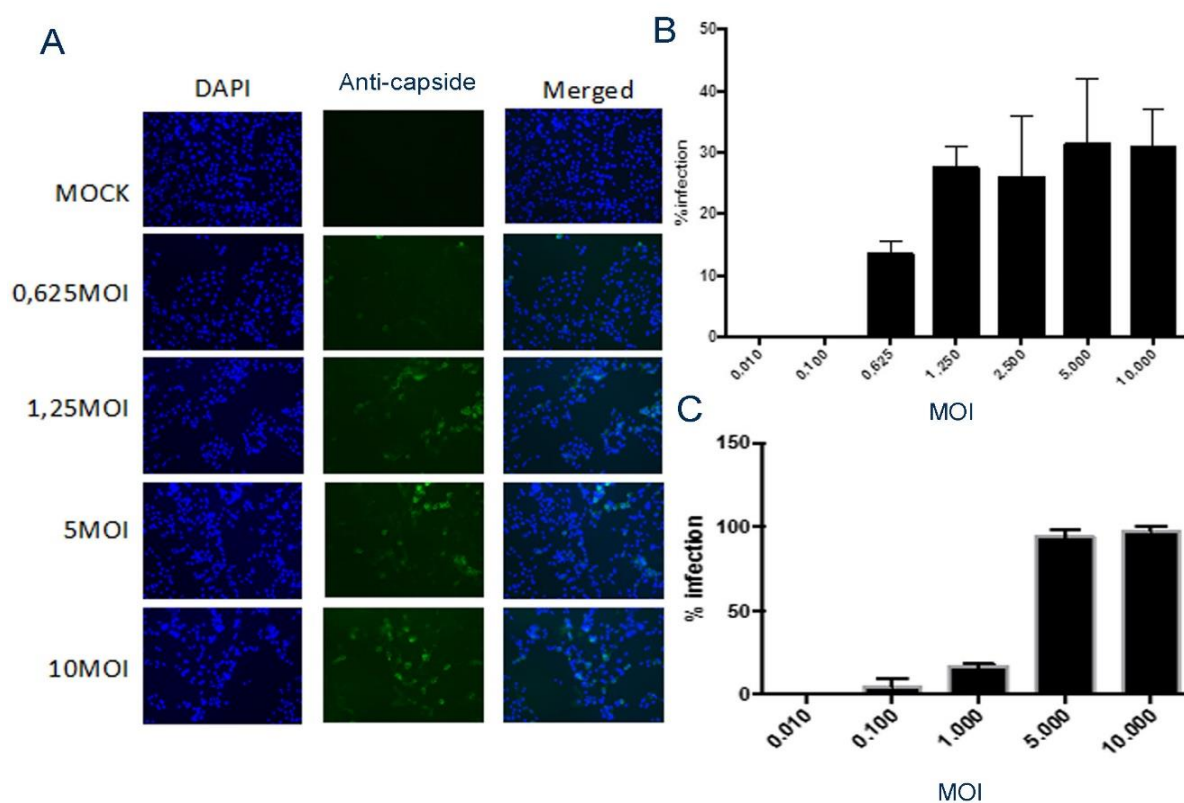 A
DAPI
Anti-capside
Merged
MOCK
0,625MOI
1,25MOI
5MOI
10MOI
B
50
40
30
20
10
0
%infection
0.010
0.100
0.625
1.250
2.500
5.000
10.000
MOI
C
150
100
50
0
% infection
0.010
0.100
1.000
5.000
10.000
MOI